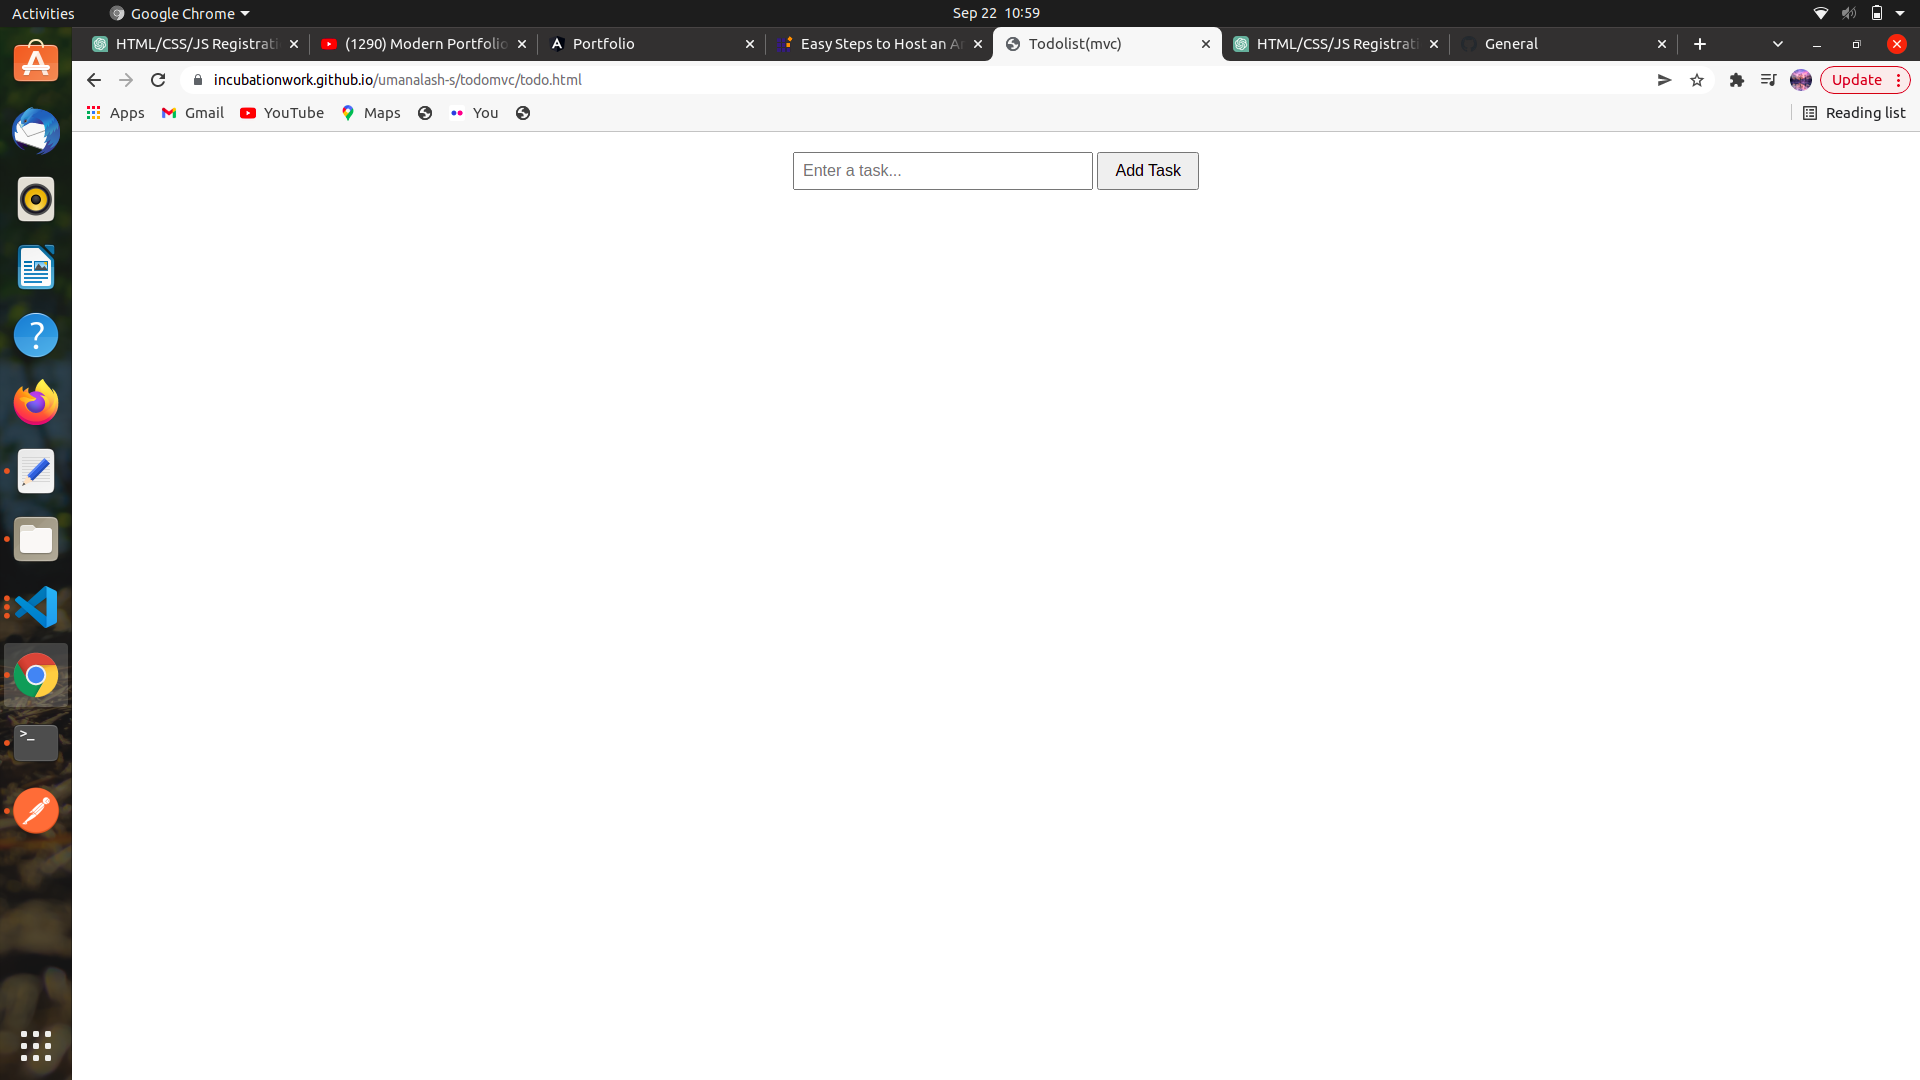 Activities
Google Chrome
Sep 22 10:59
HTML/CSS/JS Registrati
(1290) Modern Portfolio
Portfolio
Easy Steps to Host an An
Todolist(mvc)
HTML/CSS/JS Registrati
General
incubationwork.github.io/umanalash-s/todomvc/todo.html
Update
Apps
Gmail
YouTube
Maps
You
Reading list
Enter a task...
Add Task